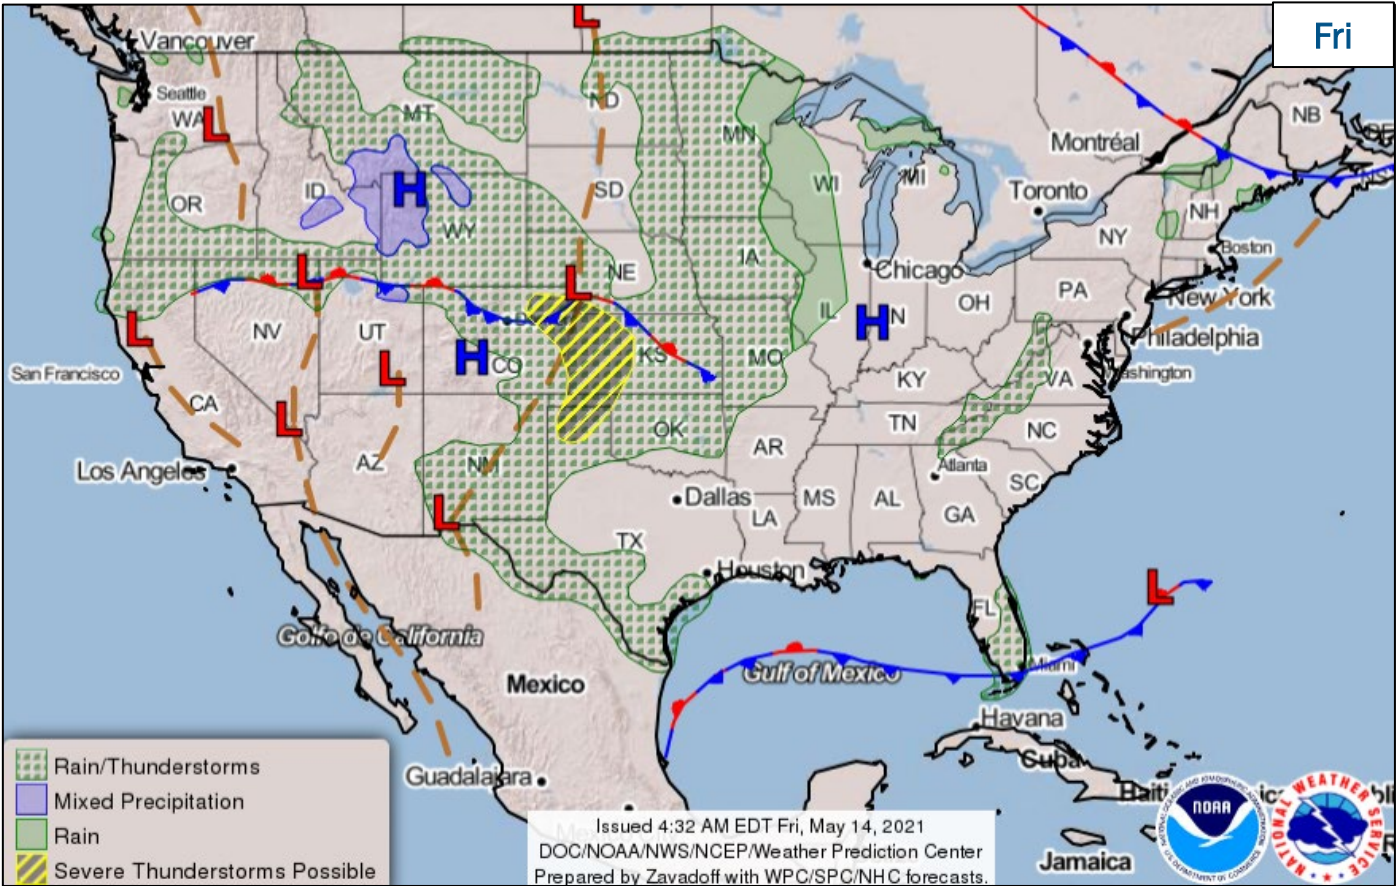 Fri
L
Vancouver
Seattle
WA
L
MT
ND
MN
Montréal
NB
OR
ID
H
WY
SD
WI
MI
Toronto
NH
NY
Boston
L
L
NE
IA
Chicago
PA
New York
L
NV
UT
H
CO
KS
MO
IL
H
N
OH
Philadelphia
San Francisco
CA
L
KY
VA
Washington
L
AZ
NM
OK
AR
TN
NC
Los Angeles
Atlanta
SC
L
Dallas
MS
AL
GA
LA
TX
Houston
L
FL
Golfo de California
Gulf of Mexico
Miami
Mexico
Havana
Cuba
Guadalajara
Haiti
Jamaica
Rain/Thunderstorms
Mixed Precipitation
Rain
Severe Thunderstorms Possible
Issued 4:32 AM EDT Fri, May 14, 2021
DOC/NOAA/NWS/NCEP/Weather Prediction Center
Prepared by Zavadoff with WPC/SPC/NHC forecasts.
NOAA
NATIONAL WEATHER SERVICE